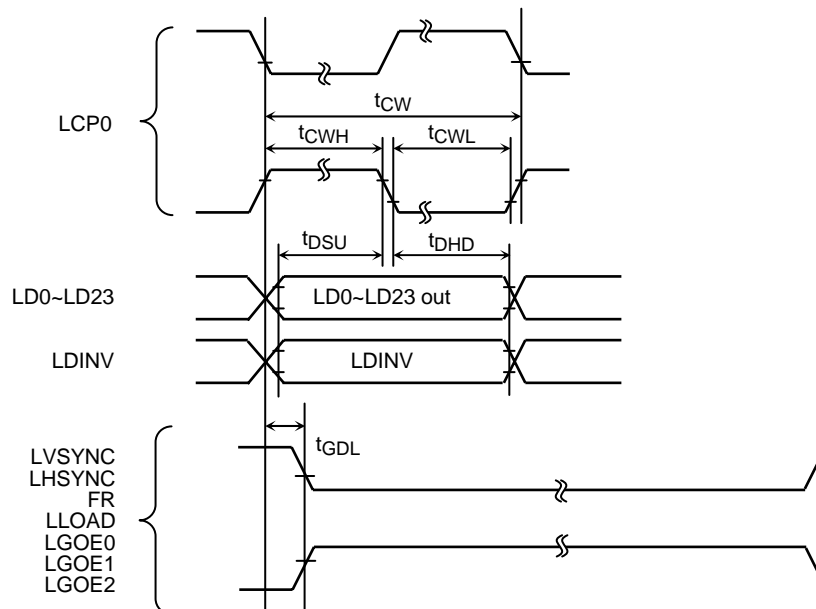 LCP0
tCW
tCWH
tCWL
tDSU
tDHD
LD0~LD23
LD0~LD23 out
LDINV
LDINV
tGDL
LVSYNC
LHSYNC
FR
LLOAD
LGOE0
LGOE1
LGOE2